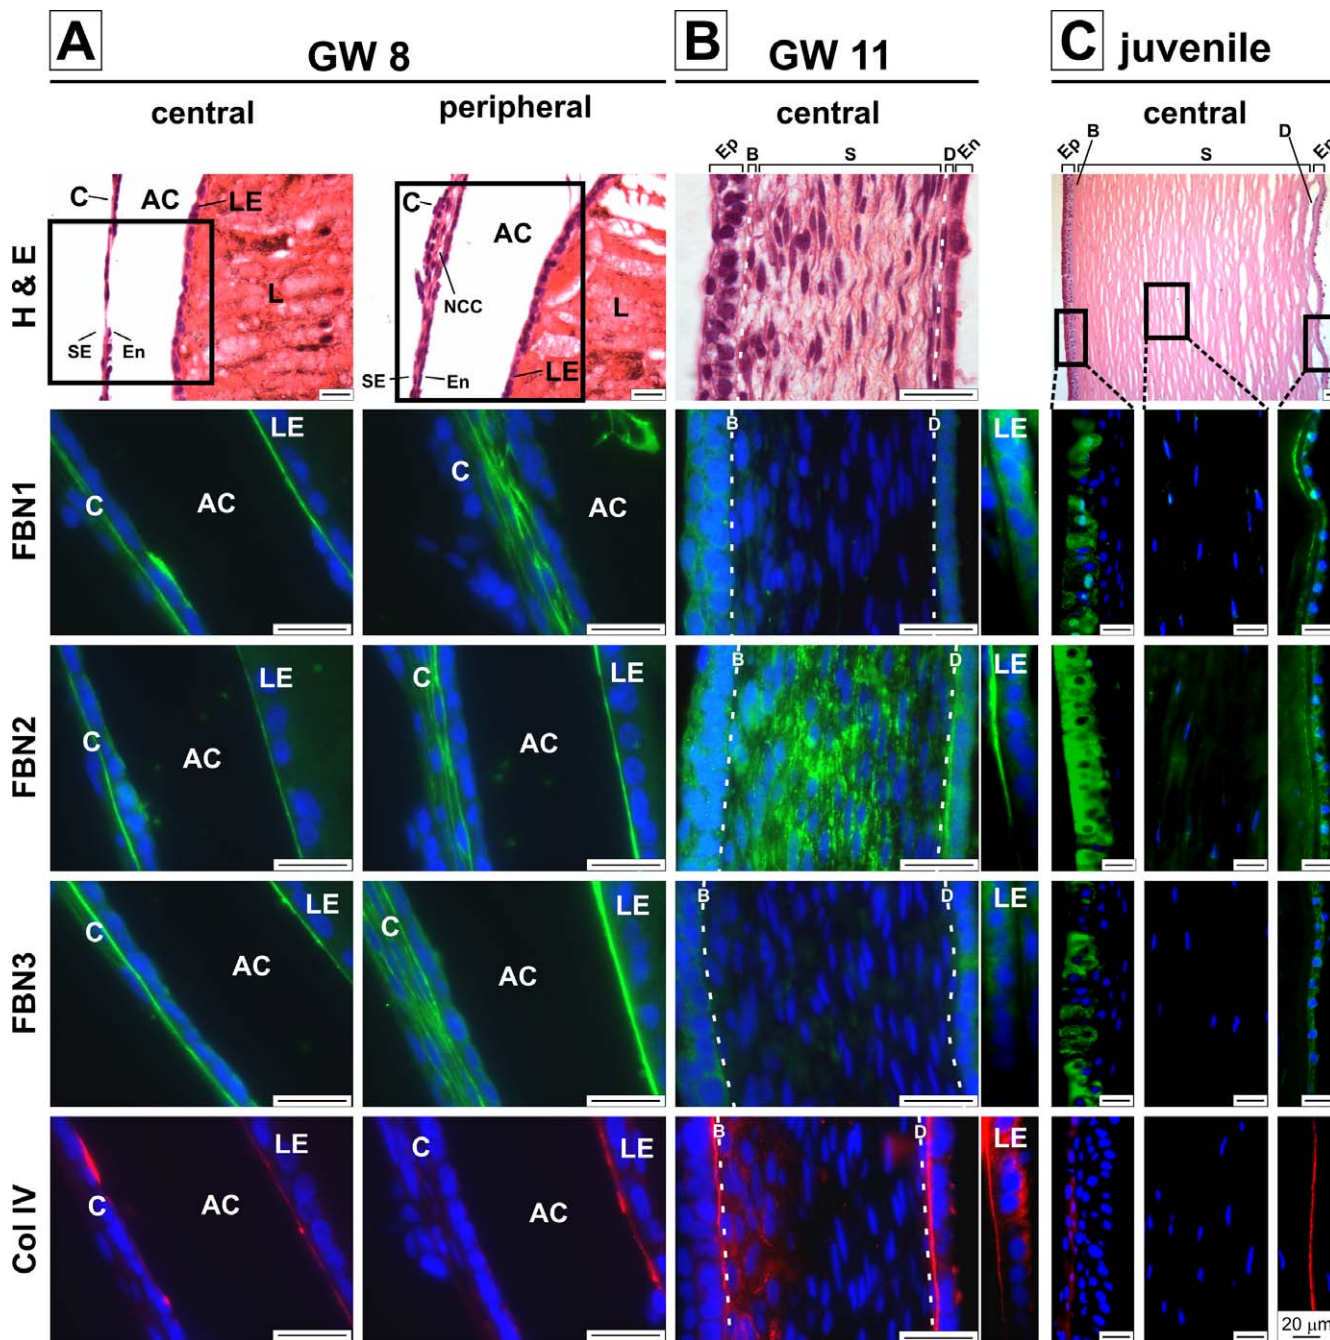 A GW 8 B GW 11 C juvenile
central peripheral central central
Ep B S D En Ep B S D En
H & E C AC LE L SE En C AC NCC L SE En LE
FBN1 C AC LE C AC B D LE
FBN2 C AC LE C AC LE B D LE
FBN3 C AC LE C AC LE B D LE
Col IV C AC LE C AC LE B D LE
20 µm